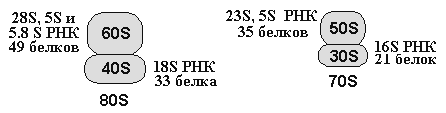 28S, 5S и
5.8 S РНК
49 белков
60S
40S
18S РНК
33 белка
80S
23S, 5S РНК
35 белков
50S
30S
16S РНК
21 белок
70S